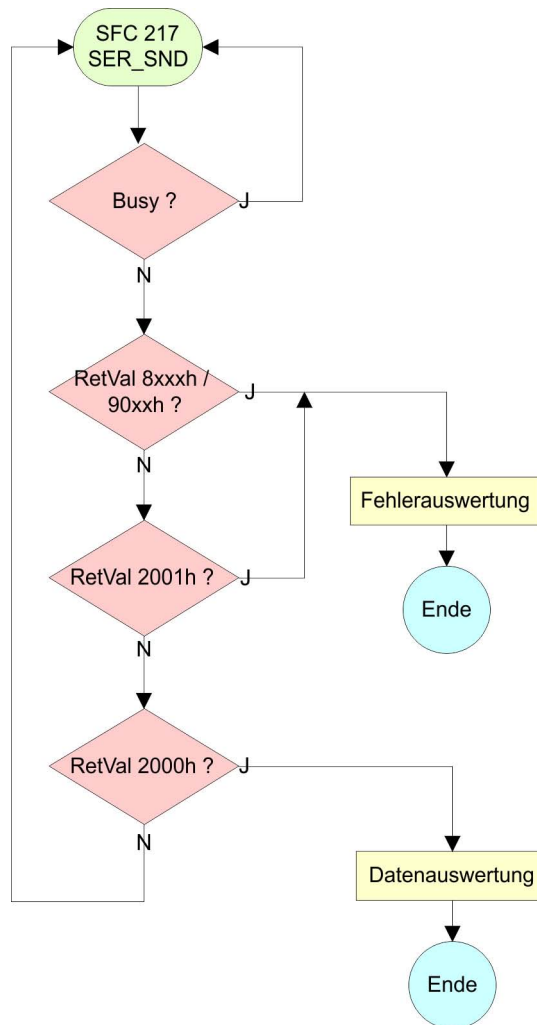 SFC 217
SER_SND
Busy ?
J
N
RetVal 8xxxh /
90xxh ?
J
N
Fehlerauswertung
RetVal 2001h ?
J
Ende
N
RetVal 2000h ?
J
N
Datenauswertung
Ende